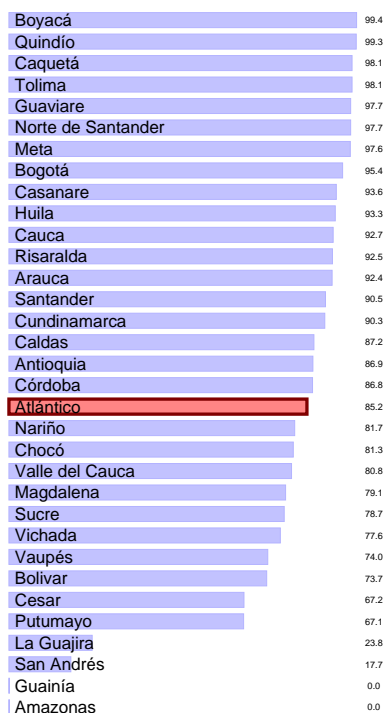 Boyacá 99.4
Quindío 99.3
Caquetá 98.1
Tolima 98.1
Guaviare 97.7
Norte de Santander 97.7
Meta 97.6
Bogotá 95.4
Casanare 93.6
Huila 93.3
Cauca 92.7
Risaralda 92.5
Arauca 92.4
Santander 90.5
Cundinamarca 90.3
Caldas 87.2
Antioquia 86.9
Córdoba 86.8
Atlántico 85.2
Nariño 81.7
Chocó 81.3
Valle del Cauca 80.8
Magdalena 79.1
Sucre 78.7
Vichada 77.6
Vaupés 74.0
Bolivar 73.7
Cesar 67.2
Putumayo 67.1
La Guajira 23.8
San Andrés 17.7
Guainía 0.0
Amazonas 0.0